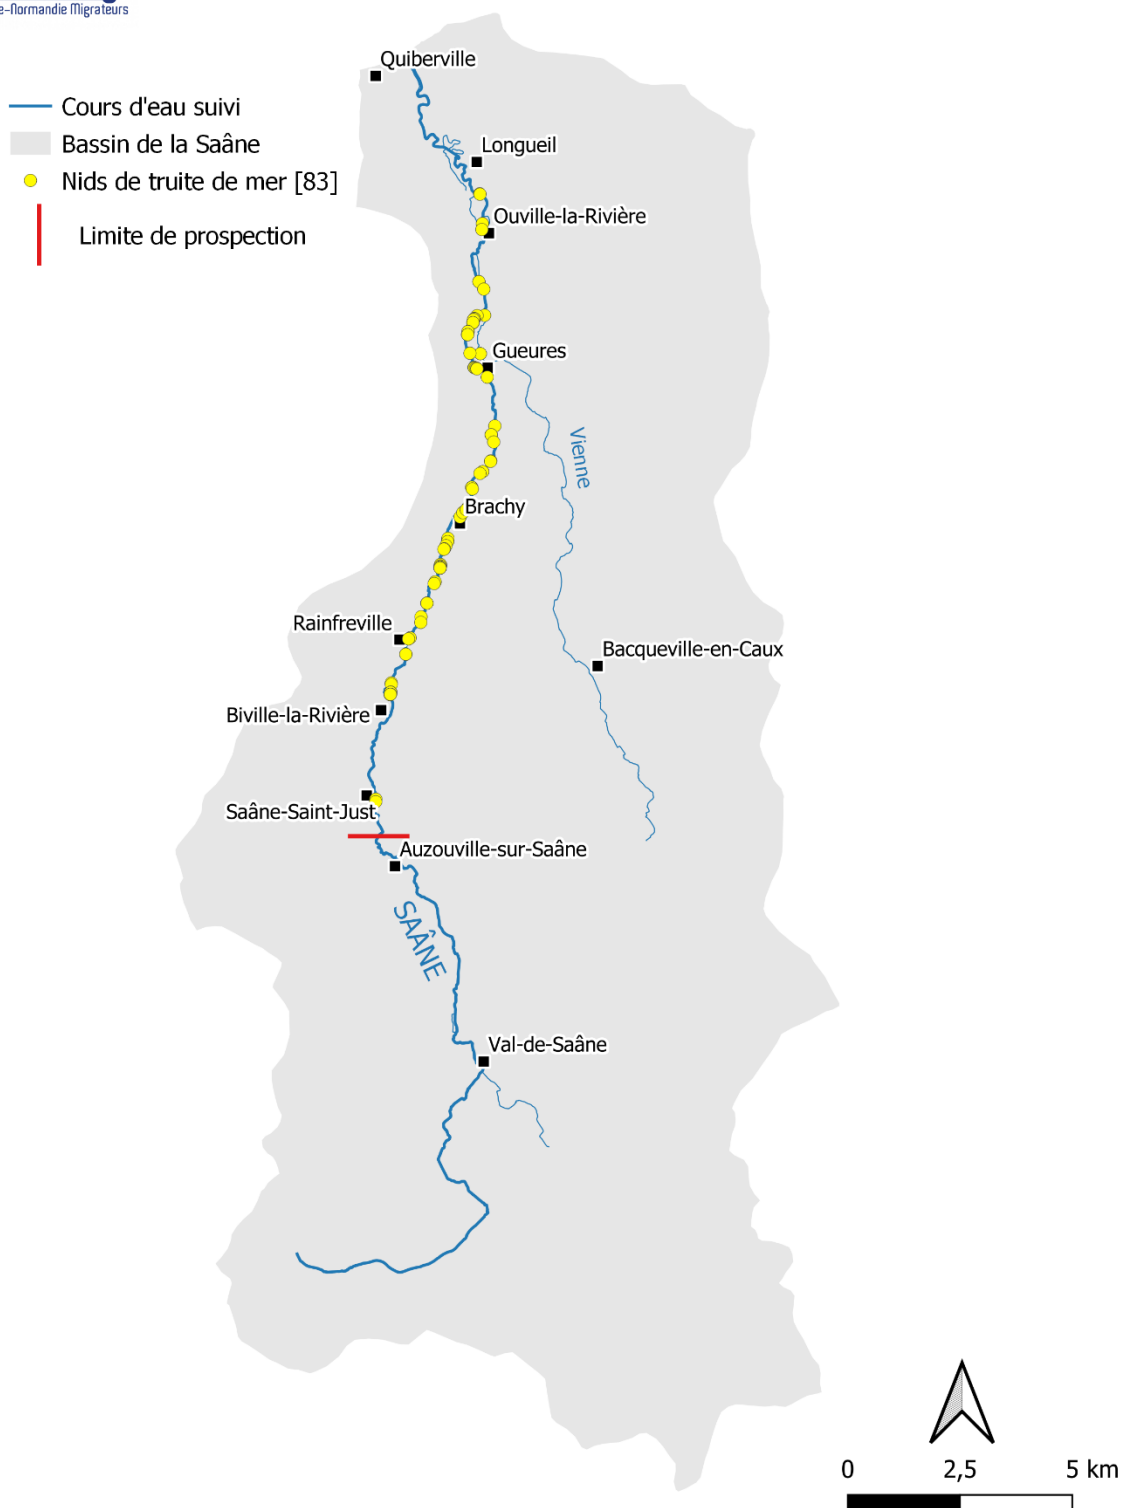 e-Normandie Migrateurs
Quiberville
Cours d'eau suivi
Bassin de la Saâne
Longueil
Nids de truite de mer [83]
Ouville-la-Rivière
Limite de prospection
Gueures
Vienne
Brachy
Rainfreville
Bacqueville-en-Caux
Biville-la-Rivière
Saâne-Saint-Just
Auzouville-sur-Saâne
SAÂNE
Val-de-Saâne
0 2,5 5 km